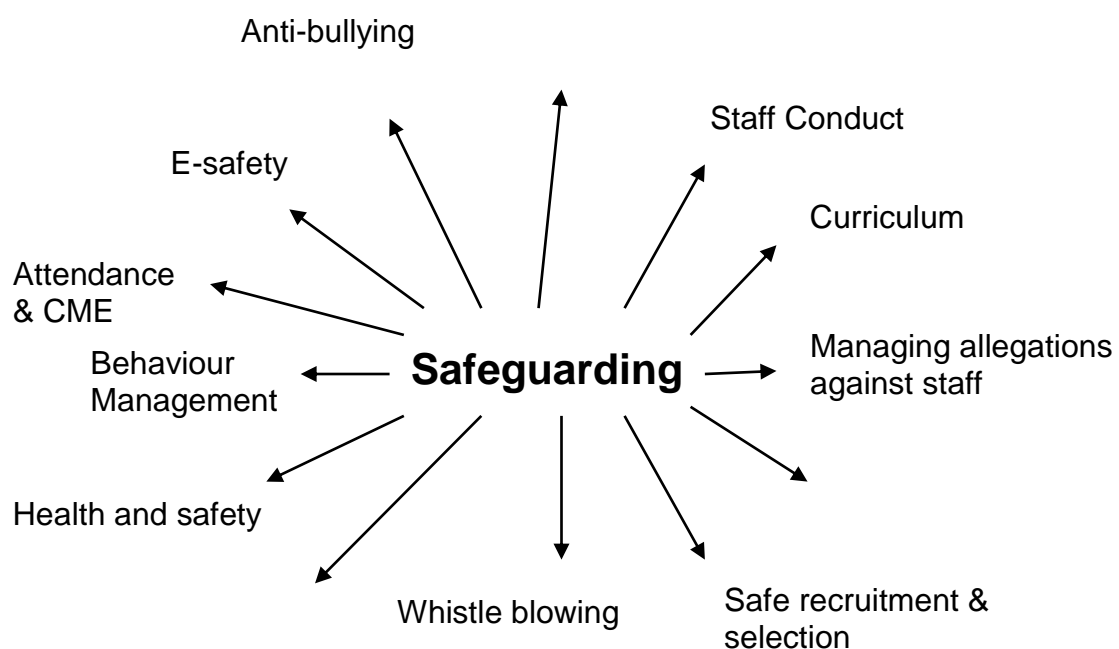 Anti-bullying
Staff Conduct
E-safety
Curriculum
Attendance
& CME
Managing allegations
against staff
Behaviour
Management
Safeguarding
Health and safety
Whistle blowing
Safe recruitment &
selection